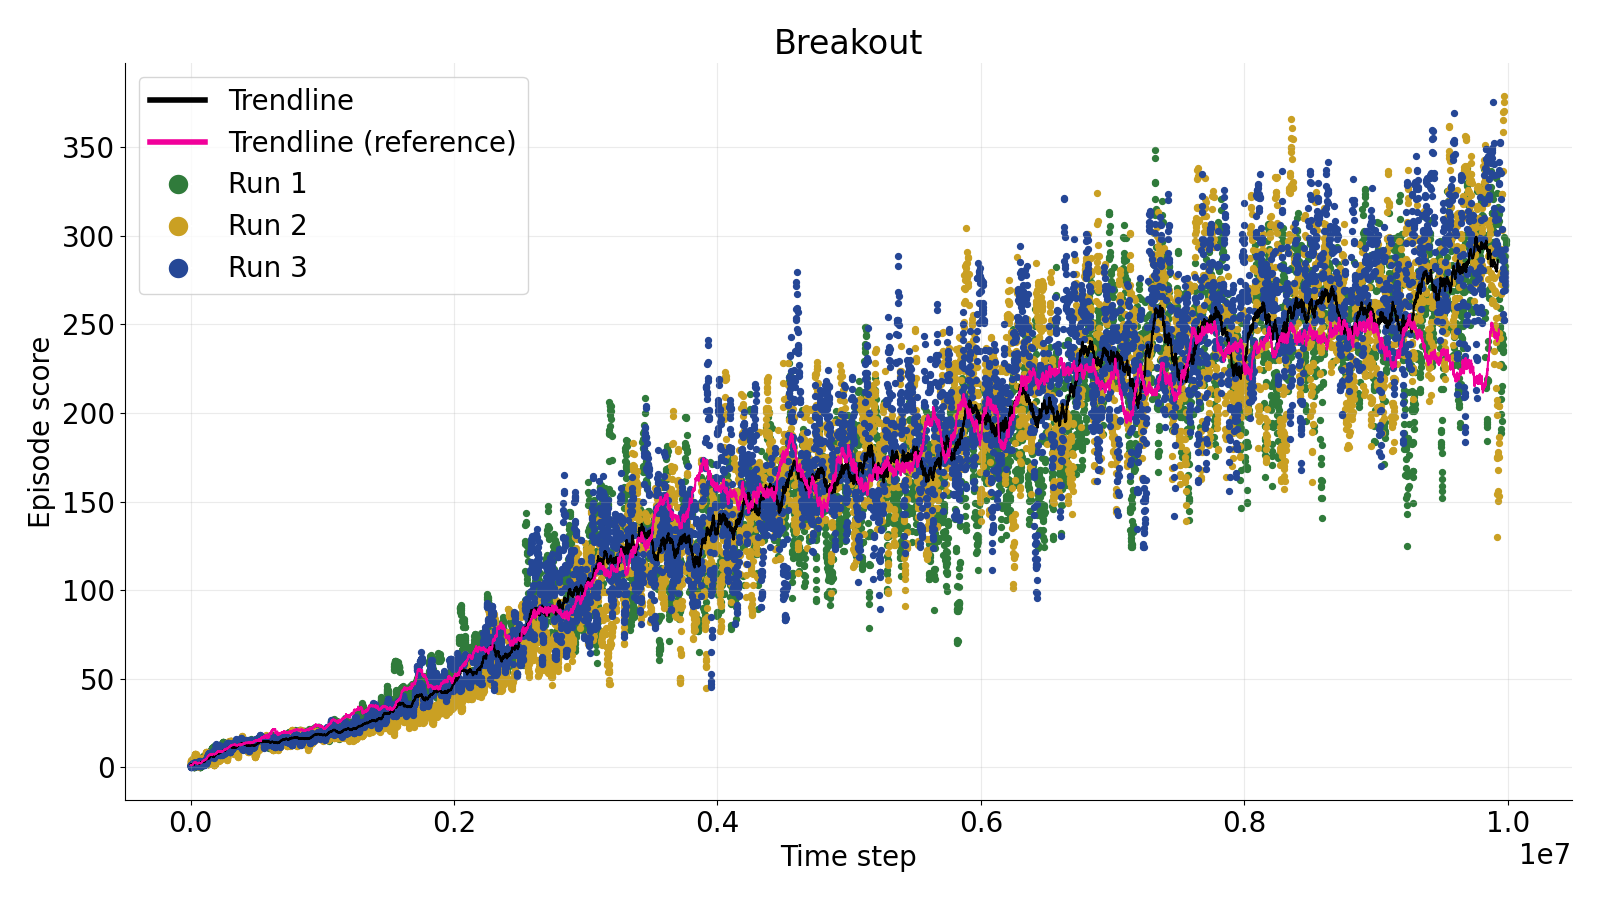 Breakout
Trendline
Trendline (reference)
Run 1
Run 2
Run 3
Episode score
350
300
250
200
150
100
50
0
0.0 0.2 0.4 0.6 0.8 1.0
1e7
Time step